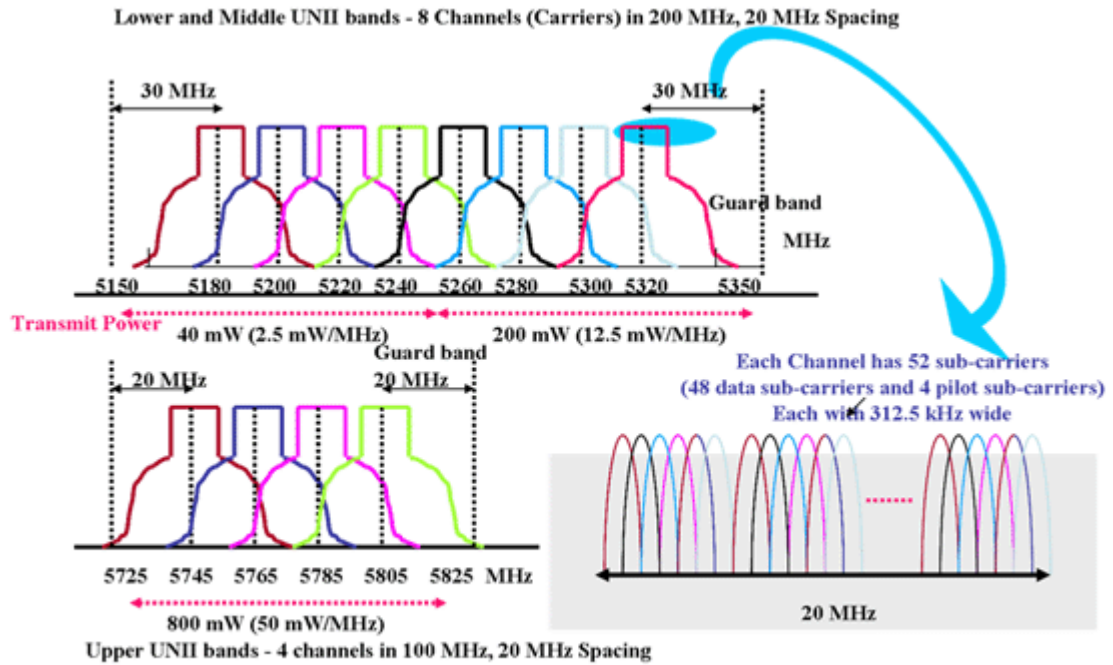 Lower and Middle UNII bands - 8 Channels (Carriers) in 200 MHz, 20 MHz Spacing
30 MHz
30 MHz
Guard band
MHz
5150 5180 5200 5220 5240 5260 5280 5300 5320 5350
Transmit Power
40 mW (2.5 mW/MHz)
200 mW (12.5 mW/MHz)
Guard band
20 MHz
20 MHz
5725 5745 5765 5785 5805 5825 MHz
800 mW (50 mW/MHz)
Upper UNII bands - 4 channels in 100 MHz, 20 MHz Spacing
Each Channel has 52 sub-carriers
(48 data sub-carriers and 4 pilot sub-carriers)
Each with 312.5 kHz wide
20 MHz